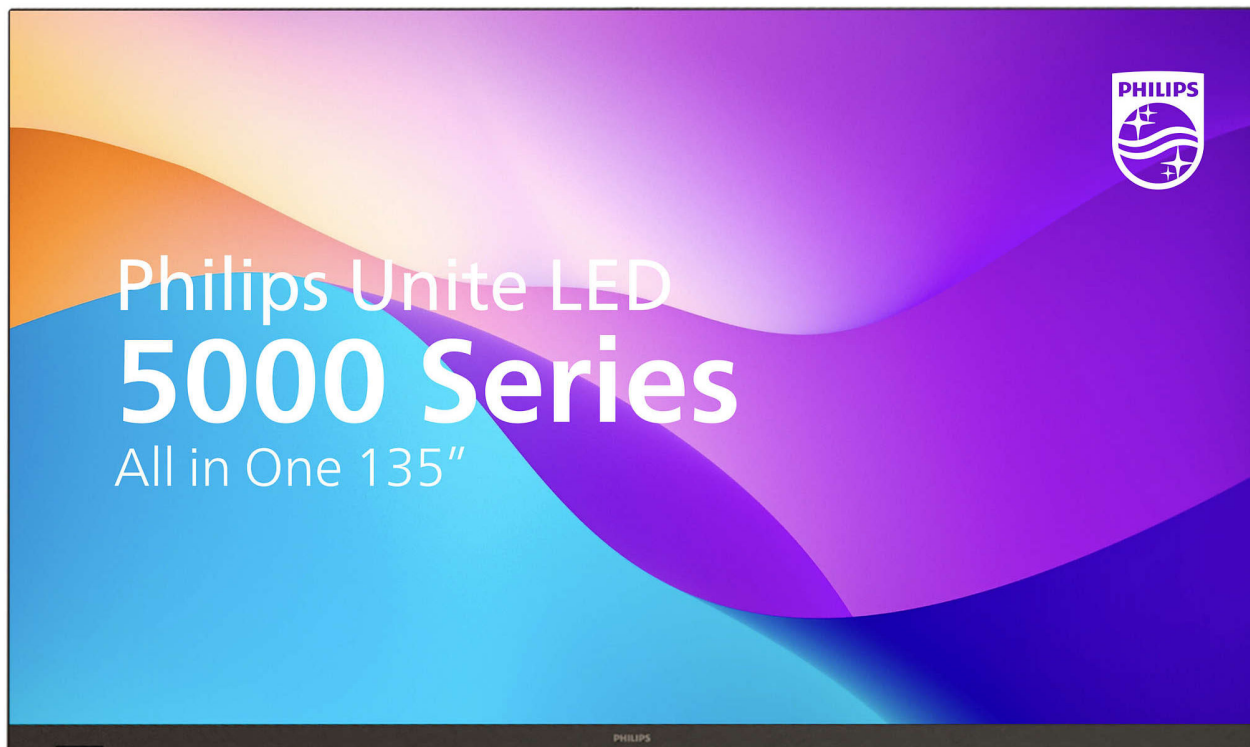 PHILIPS
Philips Unite LED
5000 Series
All in One 135”
PHILIPS